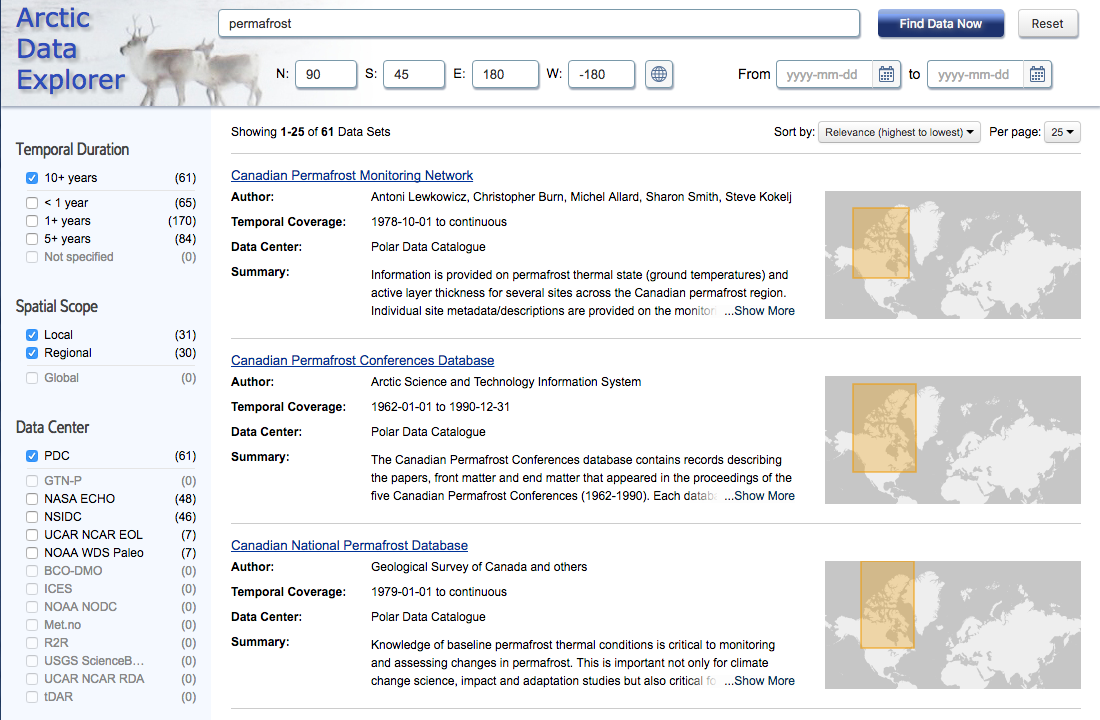 Arctic
Data
Explorer
permafrost
Find Data Now
Reset
N: 90 S: 45 E: 180 W: -180 From yyyy-mm-dd to yyyy-mm-dd
Showing 1-25 of 61 Data Sets
Sort by: Relevance (highest to lowest) Per page: 25
Temporal Duration
10+ years (61)
< 1 year (65)
1+ years (170)
5+ years (84)
Not specified (0)
Spatial Scope
Local (31)
Regional (30)
Global (0)
Data Center
PDC (61)
GTN-P (0)
NASA ECHO (48)
NSIDC (46)
UCAR NCAR EOL (7)
NOAA WDS Paleo (7)
BCO-DMO (0)
ICES (0)
NOAA NODC (0)
Met.no (0)
R2R (0)
USGS ScienceB... (0)
UCAR NCAR RDA (0)
tDAR (0)
Canadian Permafrost Monitoring Network
Author: Antoni Lewkowicz, Christopher Burn, Michel Allard, Sharon Smith, Steve Kokelj
Temporal Coverage: 1978-10-01 to continuous
Data Center: Polar Data Catalogue
Summary:
Information is provided on permafrost thermal state (ground temperatures) and
active layer thickness for several sites across the Canadian permafrost region.
Individual site metadata/descriptions are provided on the monitor ...Show More
Canadian Permafrost Conferences Database
Author: Arctic Science and Technology Information System
Temporal Coverage: 1962-01-01 to 1990-12-31
Data Center: Polar Data Catalogue
Summary:
The Canadian Permafrost Conferences database contains records describing
the papers, front matter and end matter that appeared in the proceedings of the
five Canadian Permafrost Conferences (1962-1990). Each databa ...Show More
Canadian National Permafrost Database
Author: Geological Survey of Canada and others
Temporal Coverage: 1979-01-01 to continuous
Data Center: Polar Data Catalogue
Summary:
Knowledge of baseline permafrost thermal conditions is critical to monitoring
and assessing changes in permafrost. This is important not only for climate
change science, impact and adaptation studies but also critical fo ...Show More